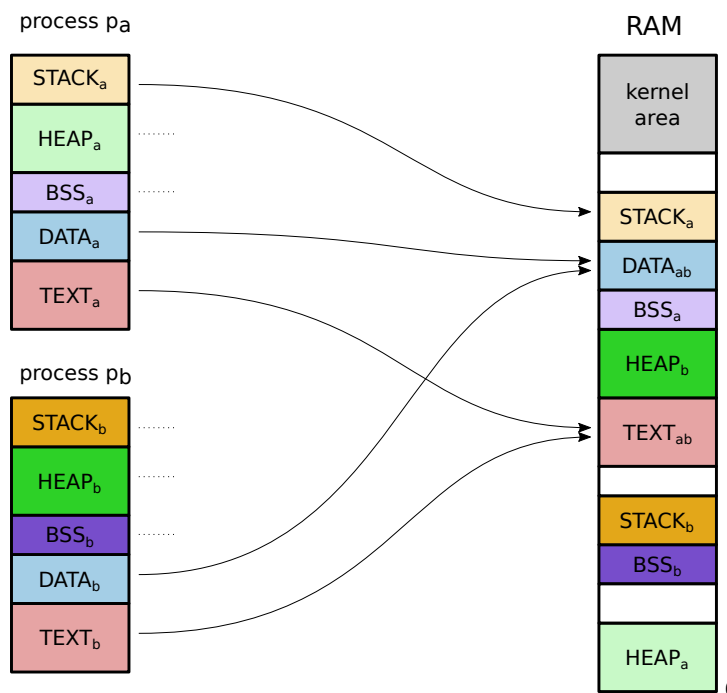 process pa
STACKa
HEAPa
BSSa
DATAa
TEXTa
process pb
STACKb
HEAPb
BSSb
DATAb
TEXTb
RAM
kernel
area
STACKa
DATAab
BSSa
HEAPb
TEXTab
STACKb
BSSb
HEAPa